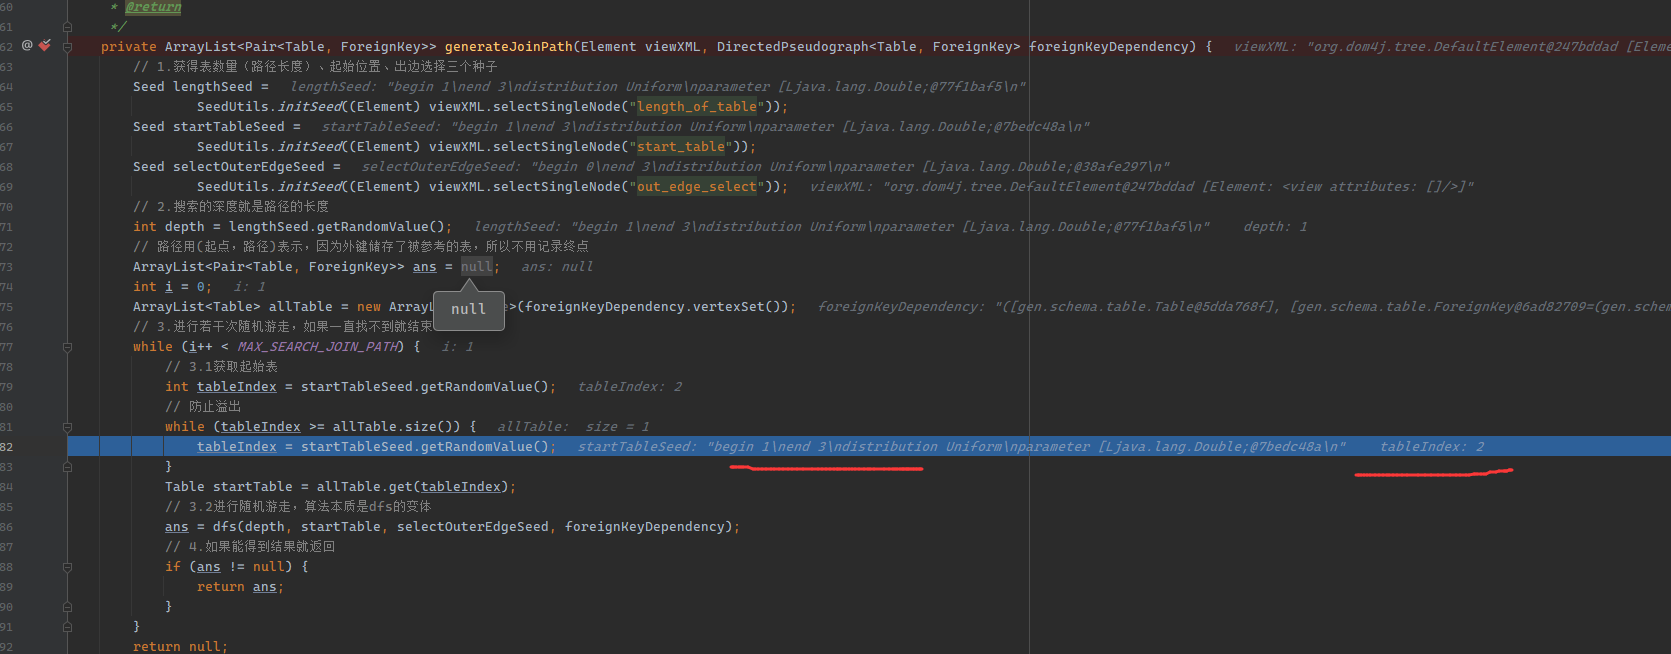 60 * @return
61 */
62 @ private ArrayList<Pair<Table, ForeignKey>> generateJoinPath(Element viewXML, DirectedPseudograph<Table, ForeignKey> foreignKeyDependency) { viewXML: "org.dom4j.tree.DefaultElement@247bddad [Eleme
63 // 1.获得表数量（路径长度）、起始位置、出边选择三个种子
64 Seed lengthSeed = lengthSeed: "begin 1\nend 3\ndistribution Uniform\nparameter [Ljava.lang.Double;@77f1baf5\n"
65 SeedUtils.initSeed((Element) viewXML.selectSingleNode("length_of_table"));
66 Seed startTableSeed = startTableSeed: "begin 1\nend 3\ndistribution Uniform\nparameter [Ljava.lang.Double;@7bedc48a\n"
67 SeedUtils.initSeed((Element) viewXML.selectSingleNode("start_table"));
68 Seed selectOuterEdgeSeed = selectOuterEdgeSeed: "begin 0\nend 3\ndistribution Uniform\nparameter [Ljava.lang.Double;@38afe297\n"
69 SeedUtils.initSeed((Element) viewXML.selectSingleNode("out_edge_select")); viewXML: "org.dom4j.tree.DefaultElement@247bddad [Element: <view attributes: []/>]"
70 // 2.搜索的深度就是路径的长度
71 int depth = lengthSeed.getRandomValue(); lengthSeed: "begin 1\nend 3\ndistribution Uniform\nparameter [Ljava.lang.Double;@77f1baf5\n" depth: 1
72 // 路径用(起点，路径)表示，因为外键储存了被参考的表，所以不用记录终点
73 ArrayList<Pair<Table, ForeignKey>> ans = null; ans: null
74 int i = 0; i: 1
75 ArrayList<Table> allTable = new ArrayL e>(foreignKeyDependency.vertexSet()); foreignKeyDependency: "([gen.schema.table.Table@5dda768f], [gen.schema.table.ForeignKey@6ad82709=(gen.schem
null
76 // 3.进行若干次随机游走，如果一直找不到就结束
77 while (i++ < MAX_SEARCH_JOIN_PATH) { i: 1
78 // 3.1获取起始表
79 int tableIndex = startTableSeed.getRandomValue(); tableIndex: 2
80 // 防止溢出
81 while (tableIndex >= allTable.size()) { allTable: size = 1
82 tableIndex = startTableSeed.getRandomValue(); startTableSeed: "begin 1\nend 3\ndistribution Uniform\nparameter [Ljava.lang.Double;@7bedc48a\n" tableIndex: 2
83 }
84 Table startTable = allTable.get(tableIndex);
85 // 3.2进行随机游走，算法本质是dfs的变体
86 ans = dfs(depth, startTable, selectOuterEdgeSeed, foreignKeyDependency);
87 // 4.如果能得到结果就返回
88 if (ans != null) {
89 return ans;
90 }
91 }
92 return null;